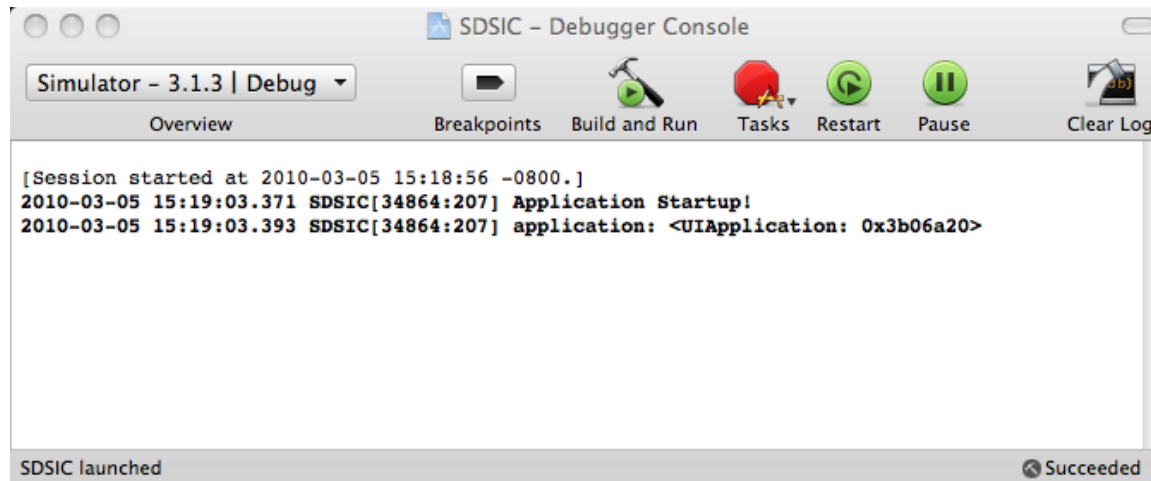 SDSIC – Debugger Console
Simulator – 3.1.3 | Debug
Overview
Breakpoints
Build and Run
Tasks
Restart
Pause
Clear Log
[Session started at 2010-03-05 15:18:56 -0800.]
2010-03-05 15:19:03.371 SDSIC[34864:207] Application Startup!
2010-03-05 15:19:03.393 SDSIC[34864:207] application: <UIApplication: 0x3b06a20>
SDSIC launched
Succeeded